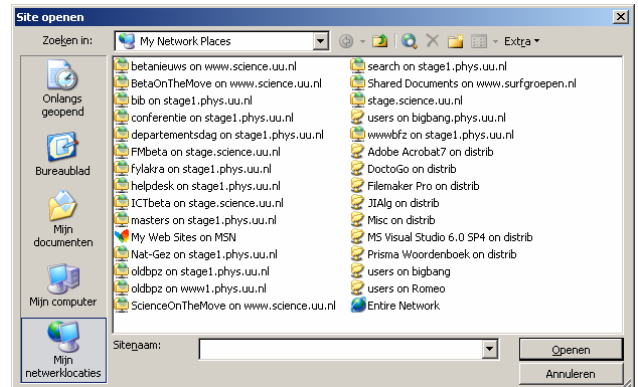 Site openen
Zoeken in:
My Network Places
Extra
Onlangs geopend
Bureaublad
Mijn documenten
Mijn computer
Mijn netwerklocaties
betanieuws on www.science.uu.nl
BetaOnTheMove on www.science.uu.nl
bib on stage1.phys.uu.nl
conferentie on stage1.phys.uu.nl
departementsdag on stage1.phys.uu.nl
FMbeta on stage.science.uu.nl
fylakra on stage1.phys.uu.nl
helpdesk on stage1.phys.uu.nl
ICTbeta on stage.science.uu.nl
masters on stage1.phys.uu.nl
My Web Sites on MSN
Nat-Gez on stage1.phys.uu.nl
oldbpz on stage1.phys.uu.nl
oldbpz on www1.phys.uu.nl
ScienceOnTheMove on www.science.uu.nl
search on stage1.phys.uu.nl
Shared Documents on www.surfgroepen.nl
stage.science.uu.nl
users on bigbang.phys.uu.nl
wwwbfz on stage1.phys.uu.nl
Adobe Acrobat7 on distrib
DoctoGo on distrib
Filemaker Pro on distrib
JIAlg on distrib
Misc on distrib
MS Visual Studio 6.0 SP4 on distrib
Prisma Woordenboek on distrib
users on bigbang
users on Romeo
Entire Network
Sitenaam:
Openen
Annuleren